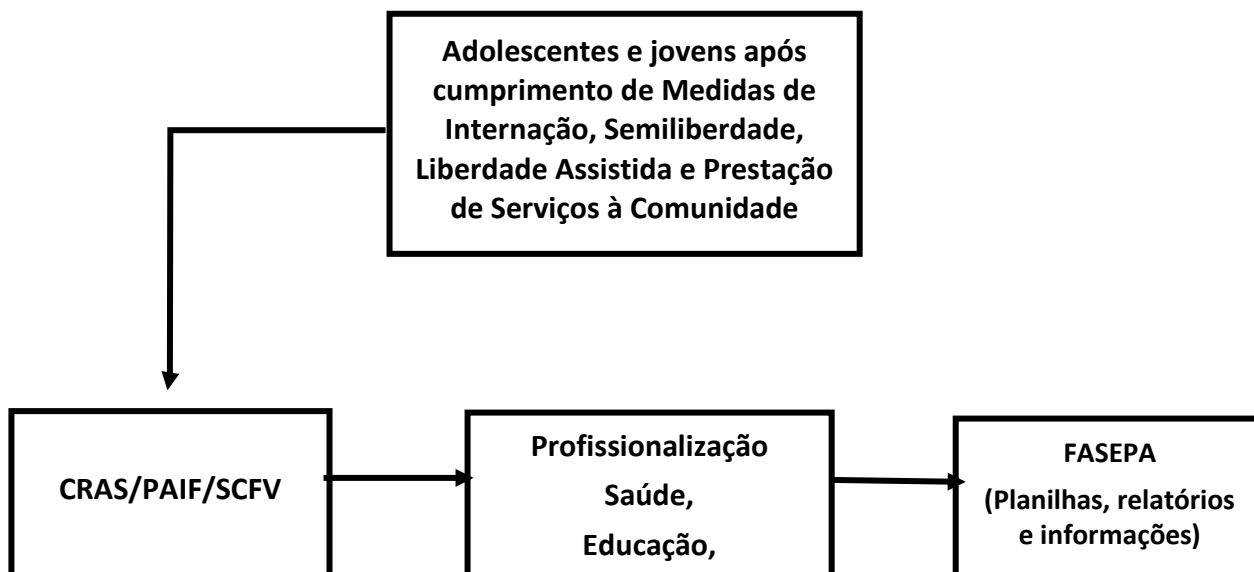 Adolescentes e jovens após
cumprimento de Medidas de
Internação, Semiliberdade,
Liberdade Assistida e Prestação
de Serviços à Comunidade
CRAS/PAIF/SCFV
Profissionalização
Saúde,
Educação,
FASEPA
(Planilhas, relatórios
e informações)